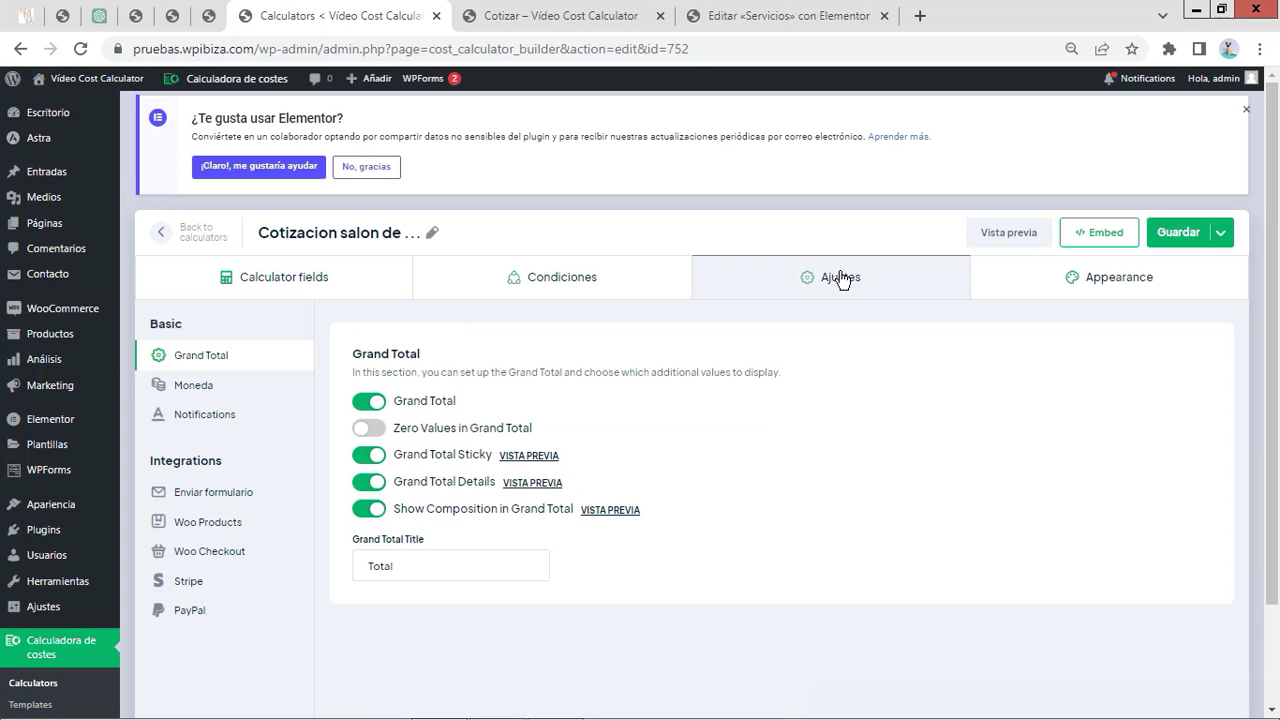 Calculators < Vídeo Cost Calcula
Cotizar – Vídeo Cost Calculator
Editar «Servicios» con Elementor
pruebas.wpibiza.com/wp-admin/admin.php?page=cost_calculator_builder&action=edit&id=752
Vídeo Cost Calculator
Calculadora de costes
0
Añadir
WPForms 2
Notifications
Hola, admin
Escritorio
Astra
Entradas
Medios
Páginas
Comentarios
Contacto
WooCommerce
Productos
Análisis
Marketing
Elementor
Plantillas
WPForms
Apariencia
Plugins
Usuarios
Herramientas
Ajustes
Calculadora de
costes
Calculators
Templates
¿Te gusta usar Elementor?
Conviértete en un colaborador optando por compartir datos no sensibles del plugin y para recibir nuestras actualizaciones periódicas por correo electrónico. Aprender más.
¡Claro!, me gustaría ayudar
No, gracias
Back to
calculators
Cotizacion salon de ...
Vista previa
</> Embed
Guardar
Calculator fields
Condiciones
Ajustes
Appearance
Basic
Grand Total
Moneda
Notifications
Integrations
Enviar formulario
Woo Products
Woo Checkout
Stripe
PayPal
Grand Total
In this section, you can set up the Grand Total and choose which additional values to display.
Grand Total
Zero Values in Grand Total
Grand Total Sticky VISTA PREVIA
Grand Total Details VISTA PREVIA
Show Composition in Grand Total VISTA PREVIA
Grand Total Title
Total